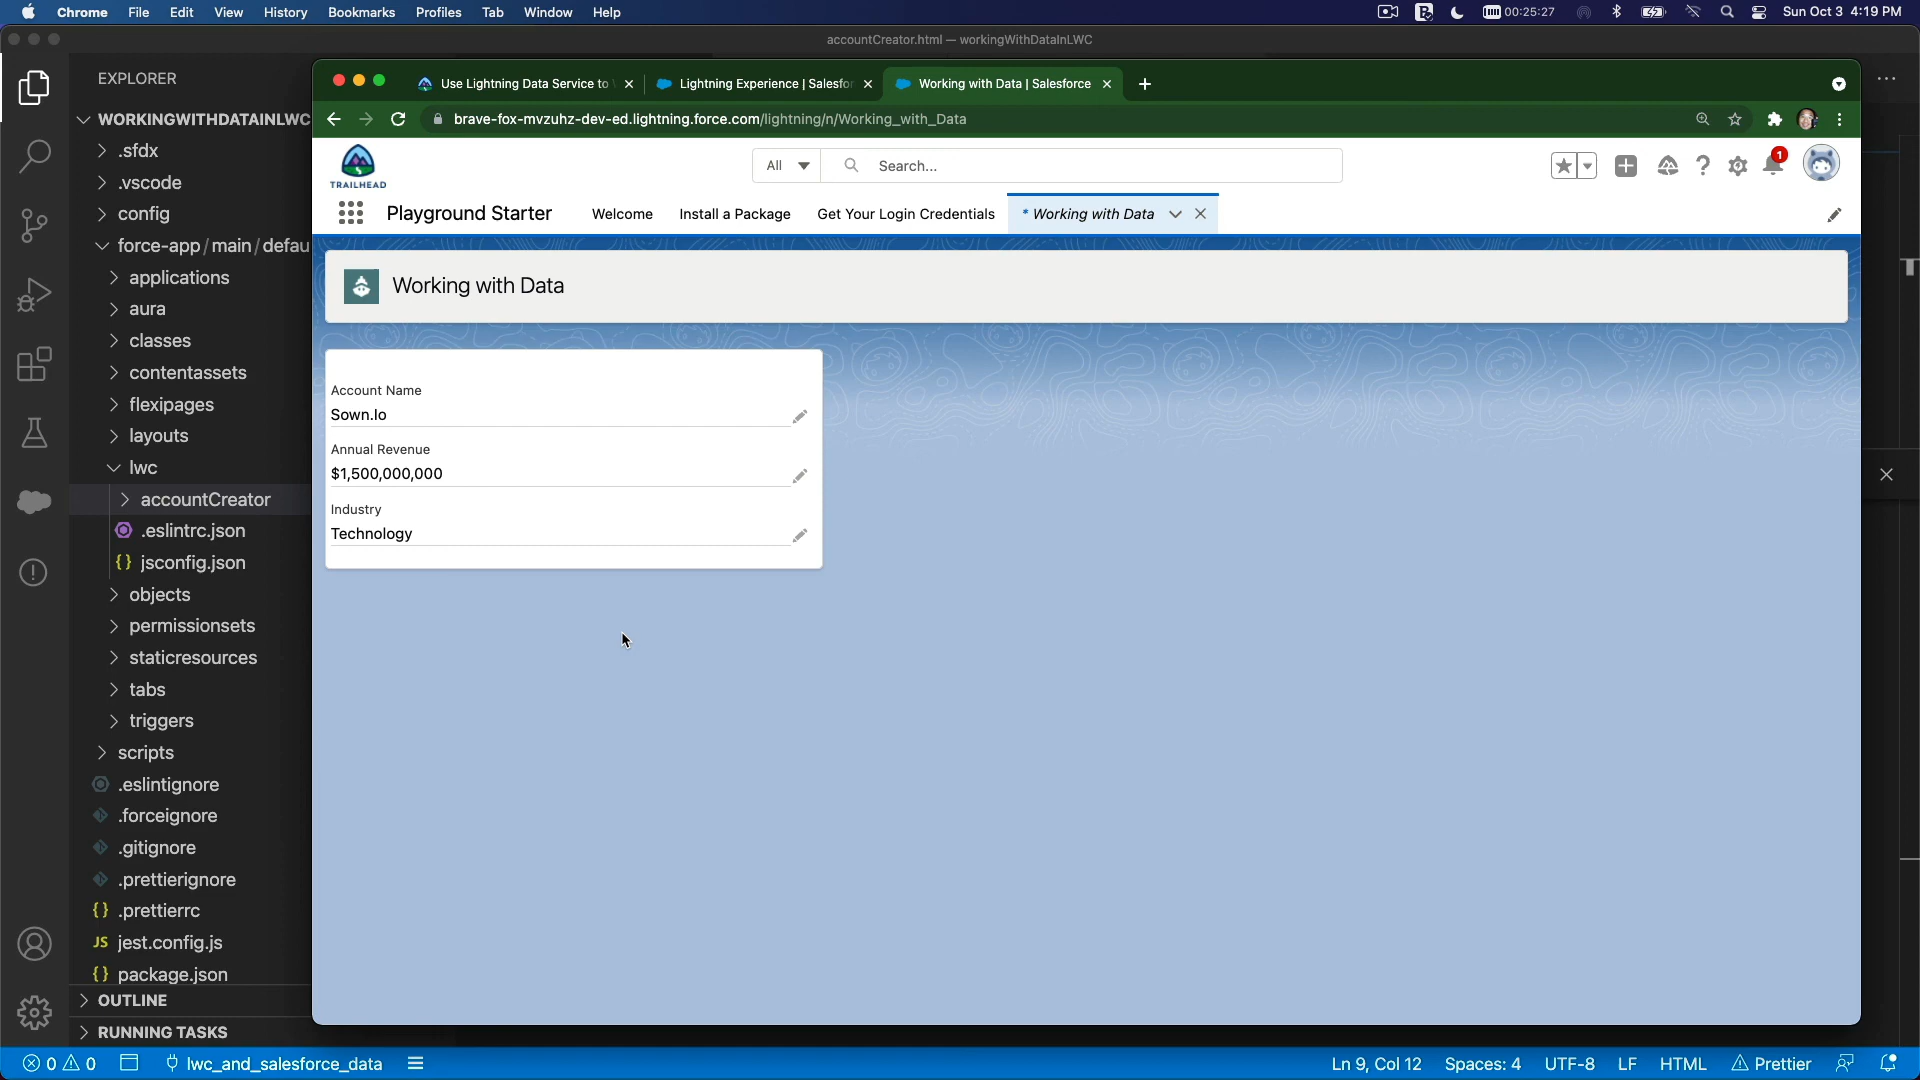 Chrome File Edit View History Bookmarks Profiles Tab Window Help 00:25:27 Sun Oct 3 4:19 PM
accountCreator.html — workingWithDataInLWC
EXPLORER
WORKINGWITHDATAINLWC
.sfdx
.vscode
config
force-app/main/defau
applications
aura
classes
contentassets
flexipages
layouts
lwc
accountCreator
.eslintrc.json
{} jsconfig.json
objects
permissionsets
staticresources
tabs
triggers
scripts
.eslintignore
.forceignore
.gitignore
.prettierignore
{} .prettierrc
JS jest.config.js
{} package.json
OUTLINE
RUNNING TASKS
Use Lightning Data Service to
Lightning Experience | Salesfor
Working with Data | Salesforce
brave-fox-mvzuhz-dev-ed.lightning.force.com/lightning/n/Working_with_Data
TRAILHEAD
All Search...
1
Playground Starter Welcome Install a Package Get Your Login Credentials * Working with Data
Working with Data
Account Name
Sown.Io
Annual Revenue
$1,500,000,000
Industry
Technology
0 0 lwc_and_salesforce_data Ln 9, Col 12 Spaces: 4 UTF-8 LF HTML Prettier